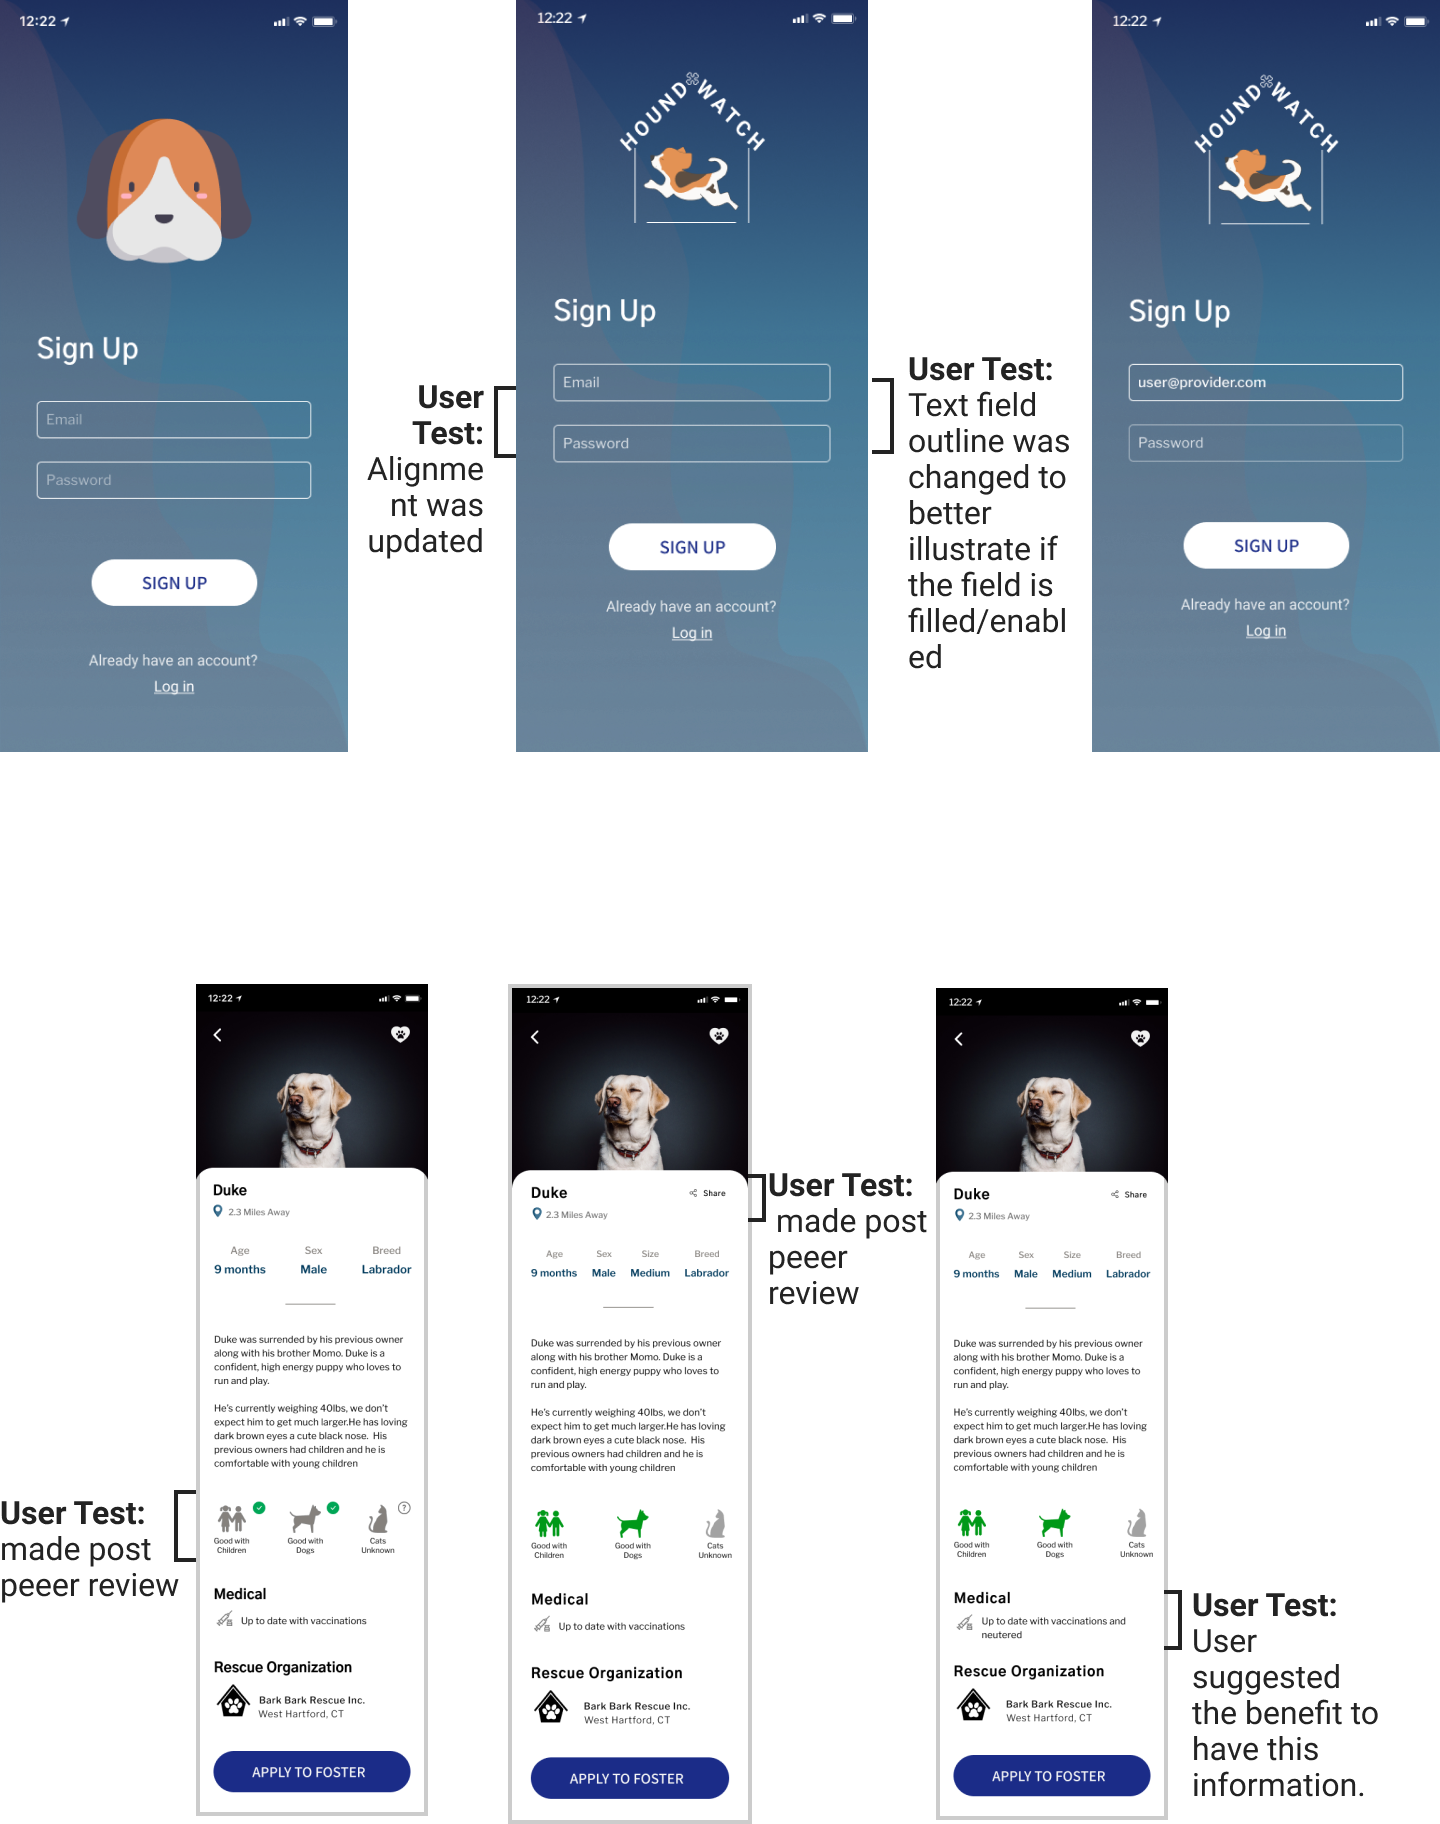 12:22
Sign Up
Email
Password
SIGN UP
Already have an account?
Log in
User
Test:
Alignme
nt was
updated
12:22
HOUND WATCH
Sign Up
Email
Password
SIGN UP
Already have an account?
Log in
User Test:
Text field
outline was
changed to
better
illustrate if
the field is
filled/enabl
ed
12:22
HOUND WATCH
Sign Up
user@provider.com
Password
SIGN UP
Already have an account?
Log in
User Test:
made post
peeer review
12:22
Duke
2.3 Miles Away
Age Sex Breed
9 months Male Labrador
Duke was surrended by his previous owner
along with his brother Momo. Duke is a
confident, high energy puppy who loves to
run and play.
He's currently weighing 40lbs, we don't
expect him to get much larger.He has loving
dark brown eyes a cute black nose.  His
previous owners had children and he is
comfortable with young children
?
Good with
Children
Good with
Dogs
Cats
Unknown
Medical
Up to date with vaccinations
Rescue Organization
Bark Bark Rescue Inc.
West Hartford, CT
APPLY TO FOSTER
12:22
Duke
Share
2.3 Miles Away
Age Sex Size Breed
9 months Male Medium Labrador
Duke was surrended by his previous owner
along with his brother Momo. Duke is a
confident, high energy puppy who loves to
run and play.
He's currently weighing 40lbs, we don't
expect him to get much larger.He has loving
dark brown eyes a cute black nose.  His
previous owners had children and he is
comfortable with young children
Good with
Children
Good with
Dogs
Cats
Unknown
Medical
Up to date with vaccinations
Rescue Organization
Bark Bark Rescue Inc.
West Hartford, CT
APPLY TO FOSTER
User Test:
made post
peeer
review
12:22
Duke
Share
2.3 Miles Away
Age Sex Size Breed
9 months Male Medium Labrador
Duke was surrended by his previous owner
along with his brother Momo. Duke is a
confident, high energy puppy who loves to
run and play.
He's currently weighing 40lbs, we don't
expect him to get much larger.He has loving
dark brown eyes a cute black nose.  His
previous owners had children and he is
comfortable with young children
Good with
Children
Good with
Dogs
Cats
Unknown
Medical
Up to date with vaccinations and
neutered
Rescue Organization
Bark Bark Rescue Inc.
West Hartford, CT
APPLY TO FOSTER
User Test:
User
suggested
the benefit to
have this
information.